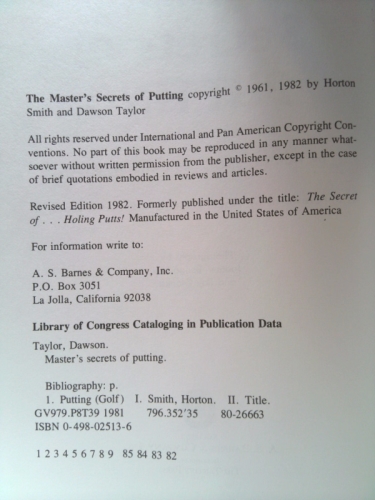 The Master's Secrets of Putting copyright © 1961, 1982 by Horton
Smith and Dawson Taylor
All rights reserved under International and Pan American Copyright Con-
ventions. No part of this book may be reproduced in any manner what-
soever without written permission from the publisher, except in the case
of brief quotations embodied in reviews and articles.
Revised Edition 1982. Formerly published under the title: The Secret
of . . . Holing Putts! Manufactured in the United States of America
For information write to:
A. S. Barnes & Company, Inc.
P.O. Box 3051
La Jolla, California 92038
Library of Congress Cataloging in Publication Data
Taylor, Dawson.
Master's secrets of putting.
Bibliography: p.
1. Putting (Golf) I. Smith, Horton. II. Title.
GV979.P8T39 1981 796.352'35 80-26663
ISBN 0-498-02513-6
1 2 3 4 5 6 7 8 9 85 84 83 82